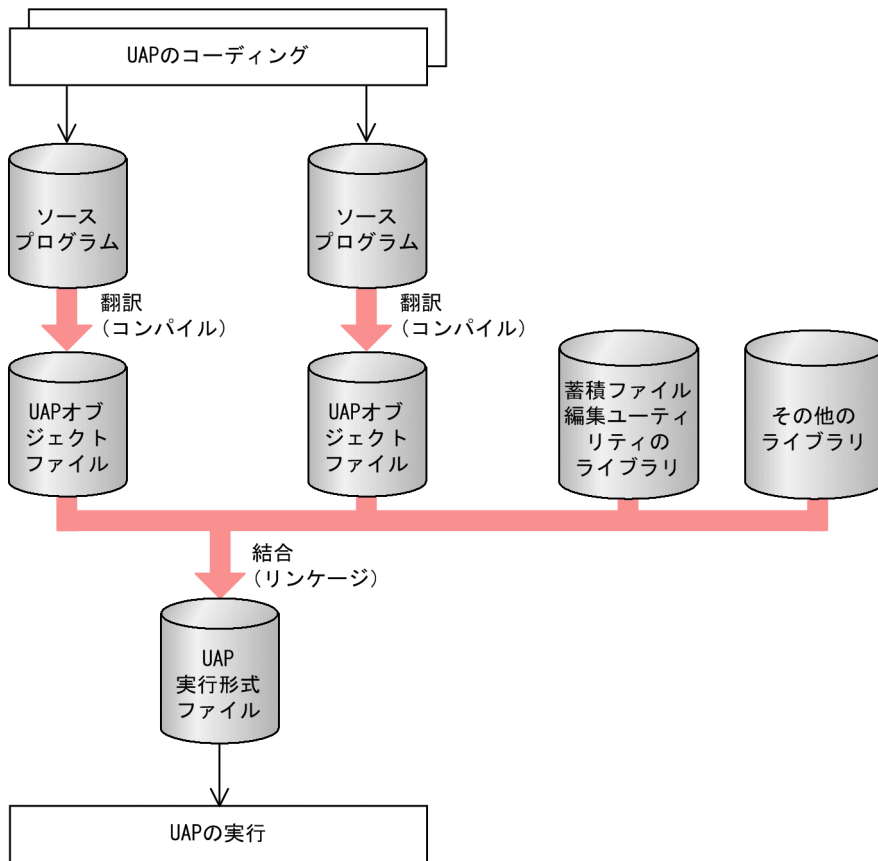 UAPのコーディング
ソース
プログラム
ソース
プログラム
翻訳
（コンパイル）
翻訳
（コンパイル）
UAPオブ
ジェクト
ファイル
UAPオブ
ジェクト
ファイル
蓄積ファイル
編集ユーティ
リティの
ライブラリ
その他の
ライブラリ
結合
（リンケージ）
UAP
実行形式
ファイル
UAPの実行